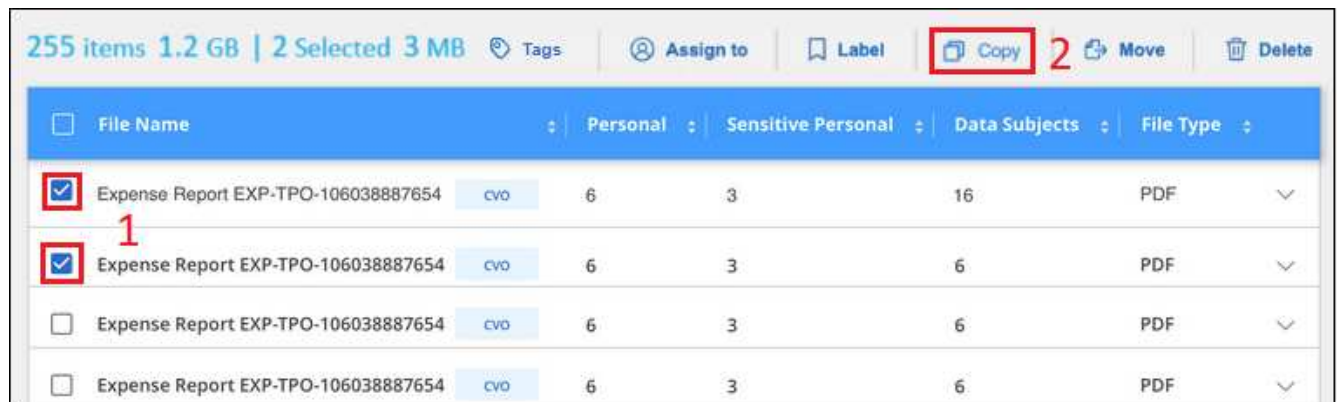 255 items 1.2 GB | 2 Selected 3 MB Tags Assign to Label Copy 2 Move Delete
File Name Personal Sensitive Personal Data Subjects File Type
Expense Report EXP-TPO-106038887654 CVO 6 3 16 PDF
1
Expense Report EXP-TPO-106038887654 CVO 6 3 6 PDF
Expense Report EXP-TPO-106038887654 CVO 6 3 6 PDF
Expense Report EXP-TPO-106038887654 CVO 6 3 6 PDF